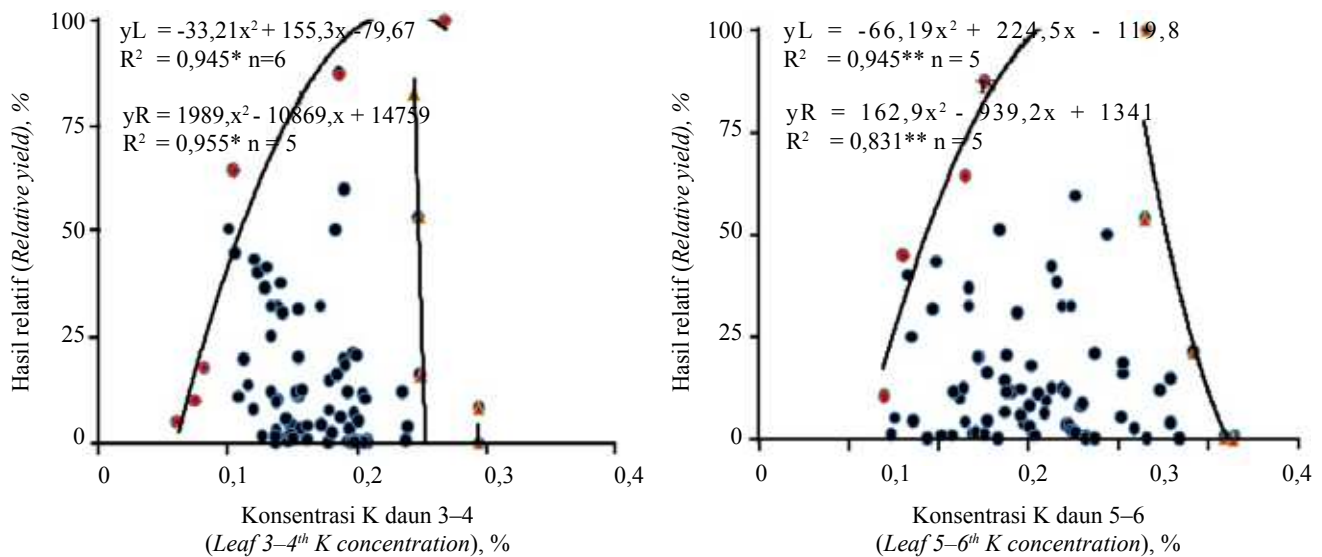 yL = -33,21x² + 155,3x -79,67
R² = 0,945* n=6
yR = 1989,x² - 10869,x + 14759
R² = 0,955* n = 5
Hasil relatif (Relative yield), %
100
75
50
25
0
0 0,1 0,2 0,3 0,4
Konsentrasi K daun 3–4
(Leaf 3–4th K concentration), %
yL = -66,19x² + 224,5x - 119,8
R² = 0,945** n = 5
yR = 162,9x² - 939,2x + 1341
R² = 0,831** n = 5
Hasil relatif (Relative yield), %
100
75
50
25
0
0 0,1 0,2 0,3 0,4
Konsentrasi K daun 5–6
(Leaf 5–6th K concentration), %